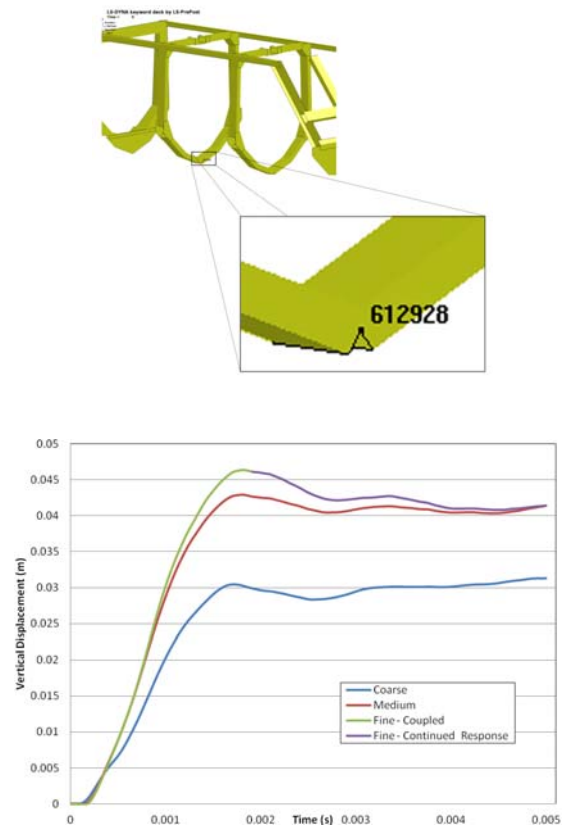 LS-DYNA keyword deck by LS-PrePost
Time = 0
612928
0.05
0.045
0.04
0.035
0.03
0.025
0.02
0.015
0.01
0.005
0
Vertical Displacement (m)
Coarse
Medium
Fine - Coupled
Fine - Continued Response
0
0.001
0.002
0.003
0.004
0.005
Time (s)